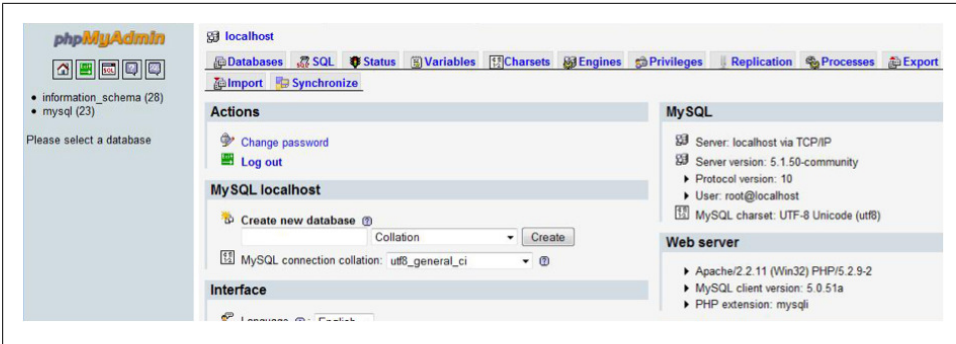 phpMyAdmin
information_schema (28)
mysql (23)
Please select a database
localhost
Databases SQL Status Variables Charsets Engines Privileges Replication Processes Export
Import Synchronize
Actions
Change password
Log out
MySQL localhost
Create new database
Collation Create
MySQL connection collation: utf8_general_ci
Interface
Language : English
MySQL
Server: localhost via TCP/IP
Server version: 5.1.50-community
Protocol version: 10
User: root@localhost
MySQL charset: UTF-8 Unicode (utf8)
Web server
Apache/2.2.11 (Win32) PHP/5.2.9-2
MySQL client version: 5.0.51a
PHP extension: mysqli